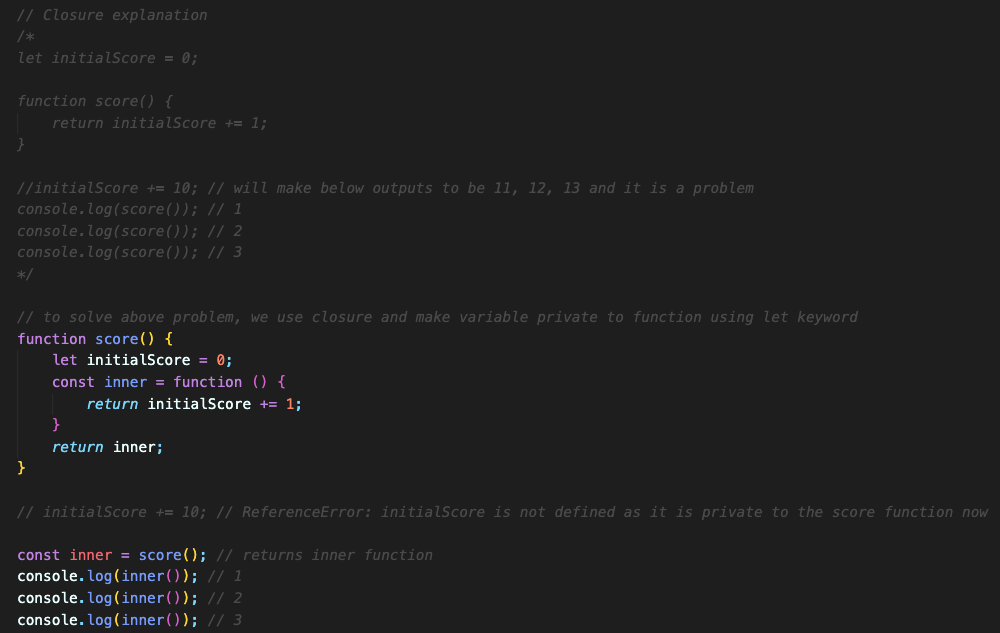 // Closure explanation
/*
let initialScore = 0;
function score() {
return initialScore += 1;
}
//initialScore += 10; // will make below outputs to be 11, 12, 13 and it is a problem
console.log(score()); // 1
console.log(score()); // 2
console.log(score()); // 3
*/
// to solve above problem, we use closure and make variable private to function using let keyword
function score() {
let initialScore = 0;
const inner = function () {
return initialScore += 1;
}
return inner;
}
// initialScore += 10; // ReferenceError: initialScore is not defined as it is private to the score function now
const inner = score(); // returns inner function
console.log(inner()); // 1
console.log(inner()); // 2
console.log(inner()); // 3